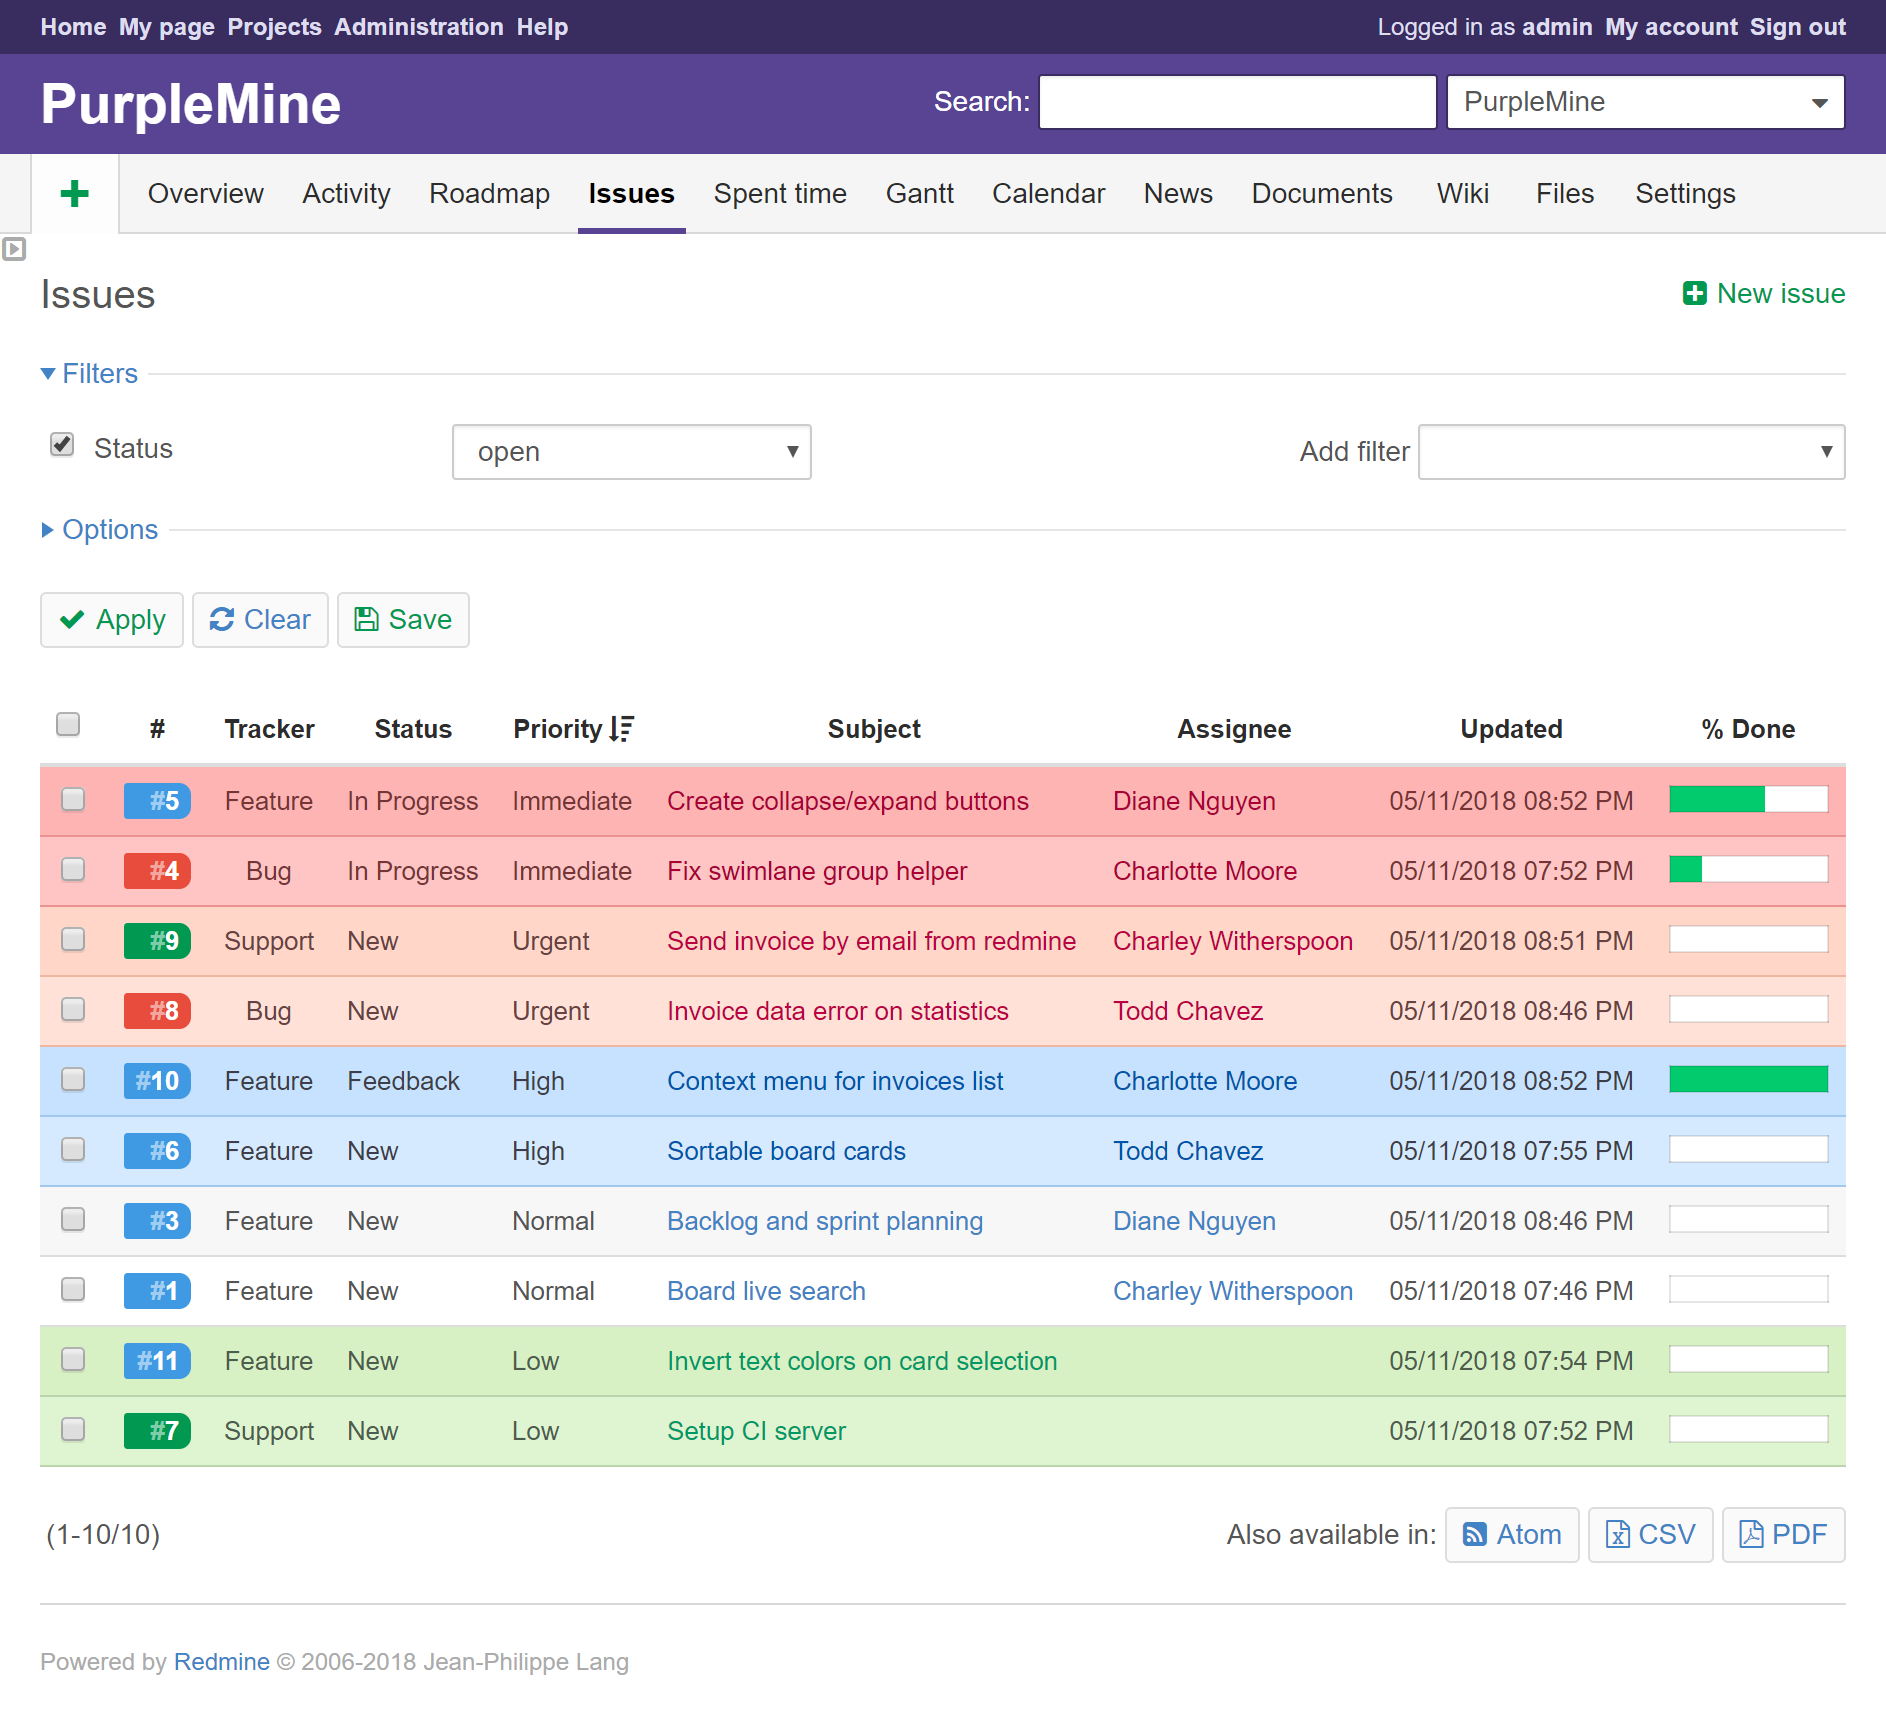 Home My page Projects Administration Help Logged in as admin My account Sign out
PurpleMine Search: PurpleMine
Overview Activity Roadmap Issues Spent time Gantt Calendar News Documents Wiki Files Settings
Issues New issue
Filters
Status open Add filter
Options
Apply Clear Save
# Tracker Status Priority Subject Assignee Updated % Done
#5 Feature In Progress Immediate Create collapse/expand buttons Diane Nguyen 05/11/2018 08:52 PM
#4 Bug In Progress Immediate Fix swimlane group helper Charlotte Moore 05/11/2018 07:52 PM
#9 Support New Urgent Send invoice by email from redmine Charley Witherspoon 05/11/2018 08:51 PM
#8 Bug New Urgent Invoice data error on statistics Todd Chavez 05/11/2018 08:46 PM
#10 Feature Feedback High Context menu for invoices list Charlotte Moore 05/11/2018 08:52 PM
#6 Feature New High Sortable board cards Todd Chavez 05/11/2018 07:55 PM
#3 Feature New Normal Backlog and sprint planning Diane Nguyen 05/11/2018 08:46 PM
#1 Feature New Normal Board live search Charley Witherspoon 05/11/2018 07:46 PM
#11 Feature New Low Invert text colors on card selection 05/11/2018 07:54 PM
#7 Support New Low Setup CI server 05/11/2018 07:52 PM
(1-10/10) Also available in: Atom CSV PDF
Powered by Redmine © 2006-2018 Jean-Philippe Lang